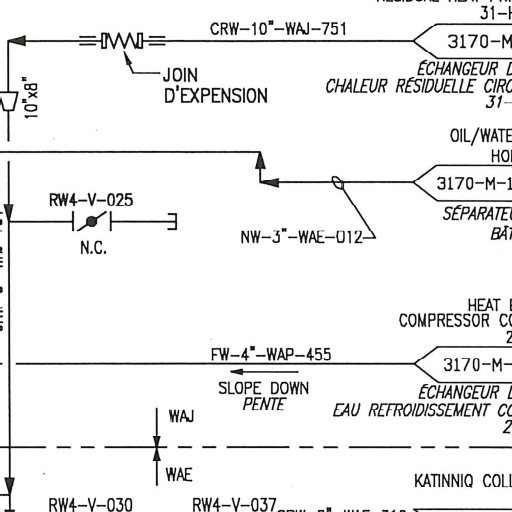 31-
CRW-10"-WAJ-751
3170-M
JOIN
D'EXPENSION
10"x8"
ÉCHANGEUR D
CHALEUR RÉSIDUELLE CIRC
31-
OIL/WATE
HO
3170-M-1
RW4-V-025
N.C.
NW-3"-WAE-012
SÉPARATEU
BÂT
HEAT E
COMPRESSOR CO
2
FW-4"-WAP-455
3170-M-
SLOPE DOWN
PENTE
ÉCHANGEUR D
EAU REFROIDISSEMENT CO
2
WAJ
WAE
KATINNIQ COLL
RW4-V-030
RW4-V-037